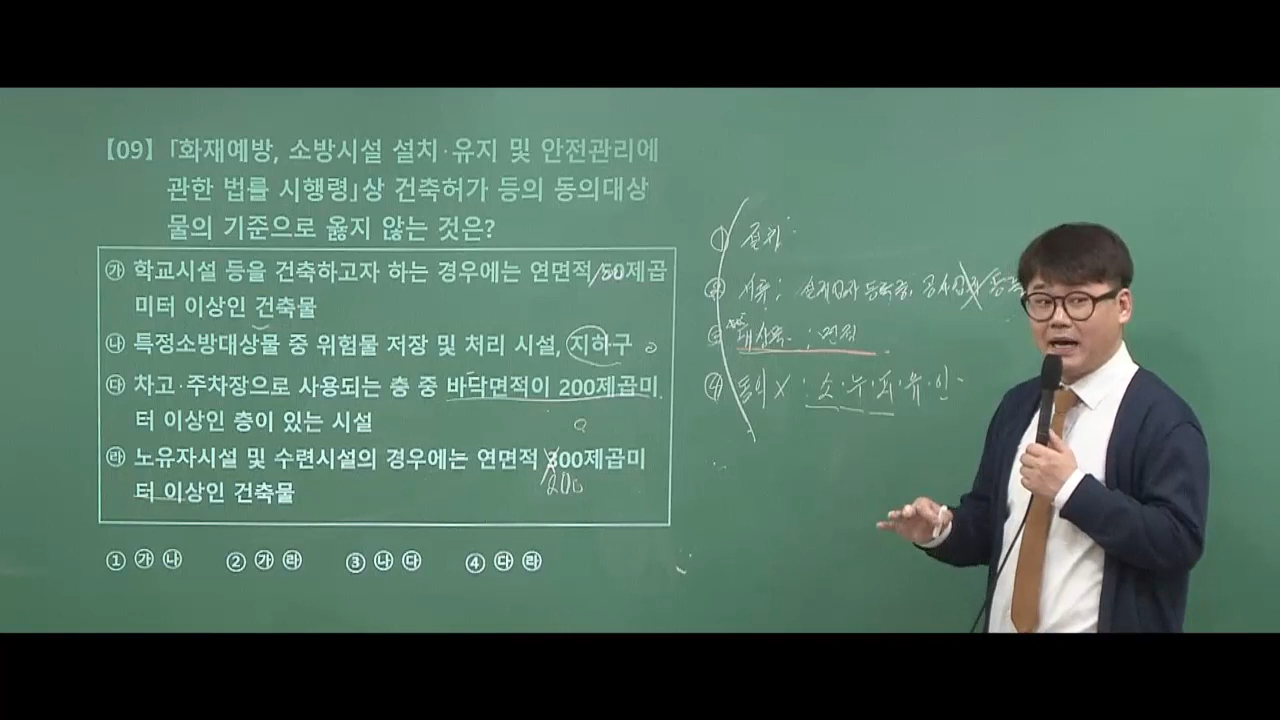 【09】「화재예방, 소방시설 설치·유지 및 안전관리에
관한 법률 시행령」상 건축허가 등의 동의대상
물의 기준으로 옳지 않는 것은?
㉮ 학교시설 등을 건축하고자 하는 경우에는 연면적 50제곱
미터 이상인 건축물
㉯ 특정소방대상물 중 위험물 저장 및 처리 시설, 지하구
㉰ 차고·주차장으로 사용되는 층 중 바닥면적이 200제곱미
터 이상인 층이 있는 시설
㉱ 노유자시설 및 수련시설의 경우에는 연면적 300제곱미
터 이상인 건축물
200
① ㉮ ㉯ ② ㉮ ㉱ ③ ㉯ ㉰ ④ ㉰ ㉱
①
② 서류;
③ 대상물 ; 면적
④ 동의 X :